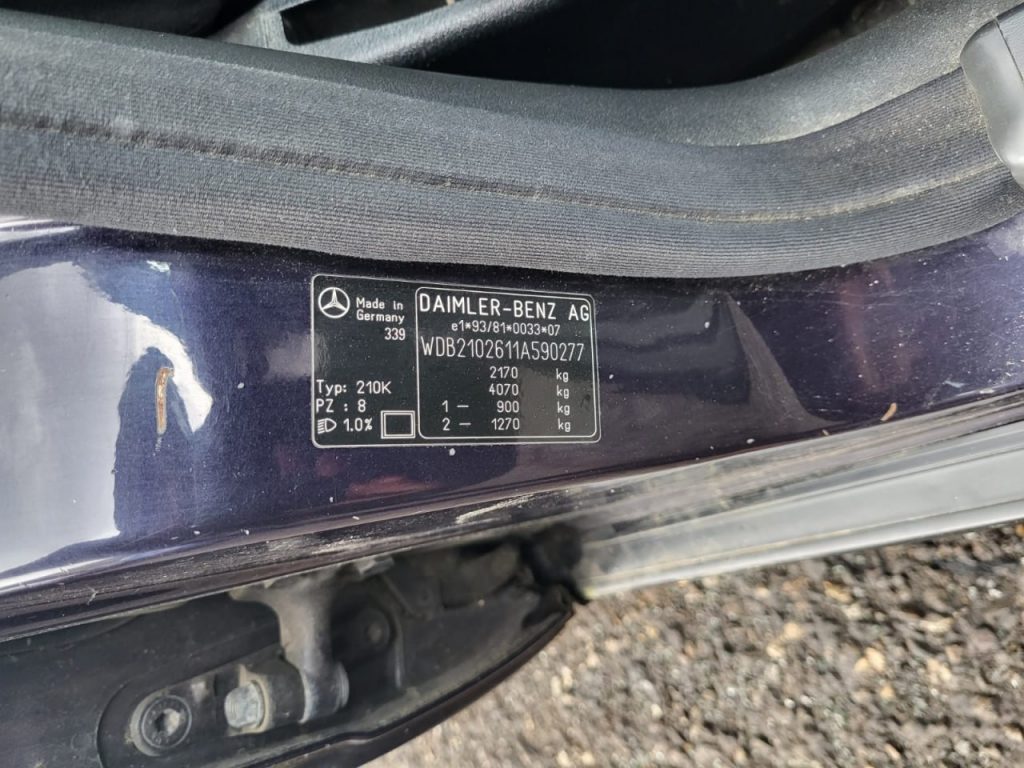 Made in
Germany
339
Typ: 210K
PZ : 8
1.0%
DAIMLER-BENZ AG
e1*93/81*0033*07
WDB2102611A590277
2170 kg
4070 kg
1 — 900 kg
2 — 1270 kg